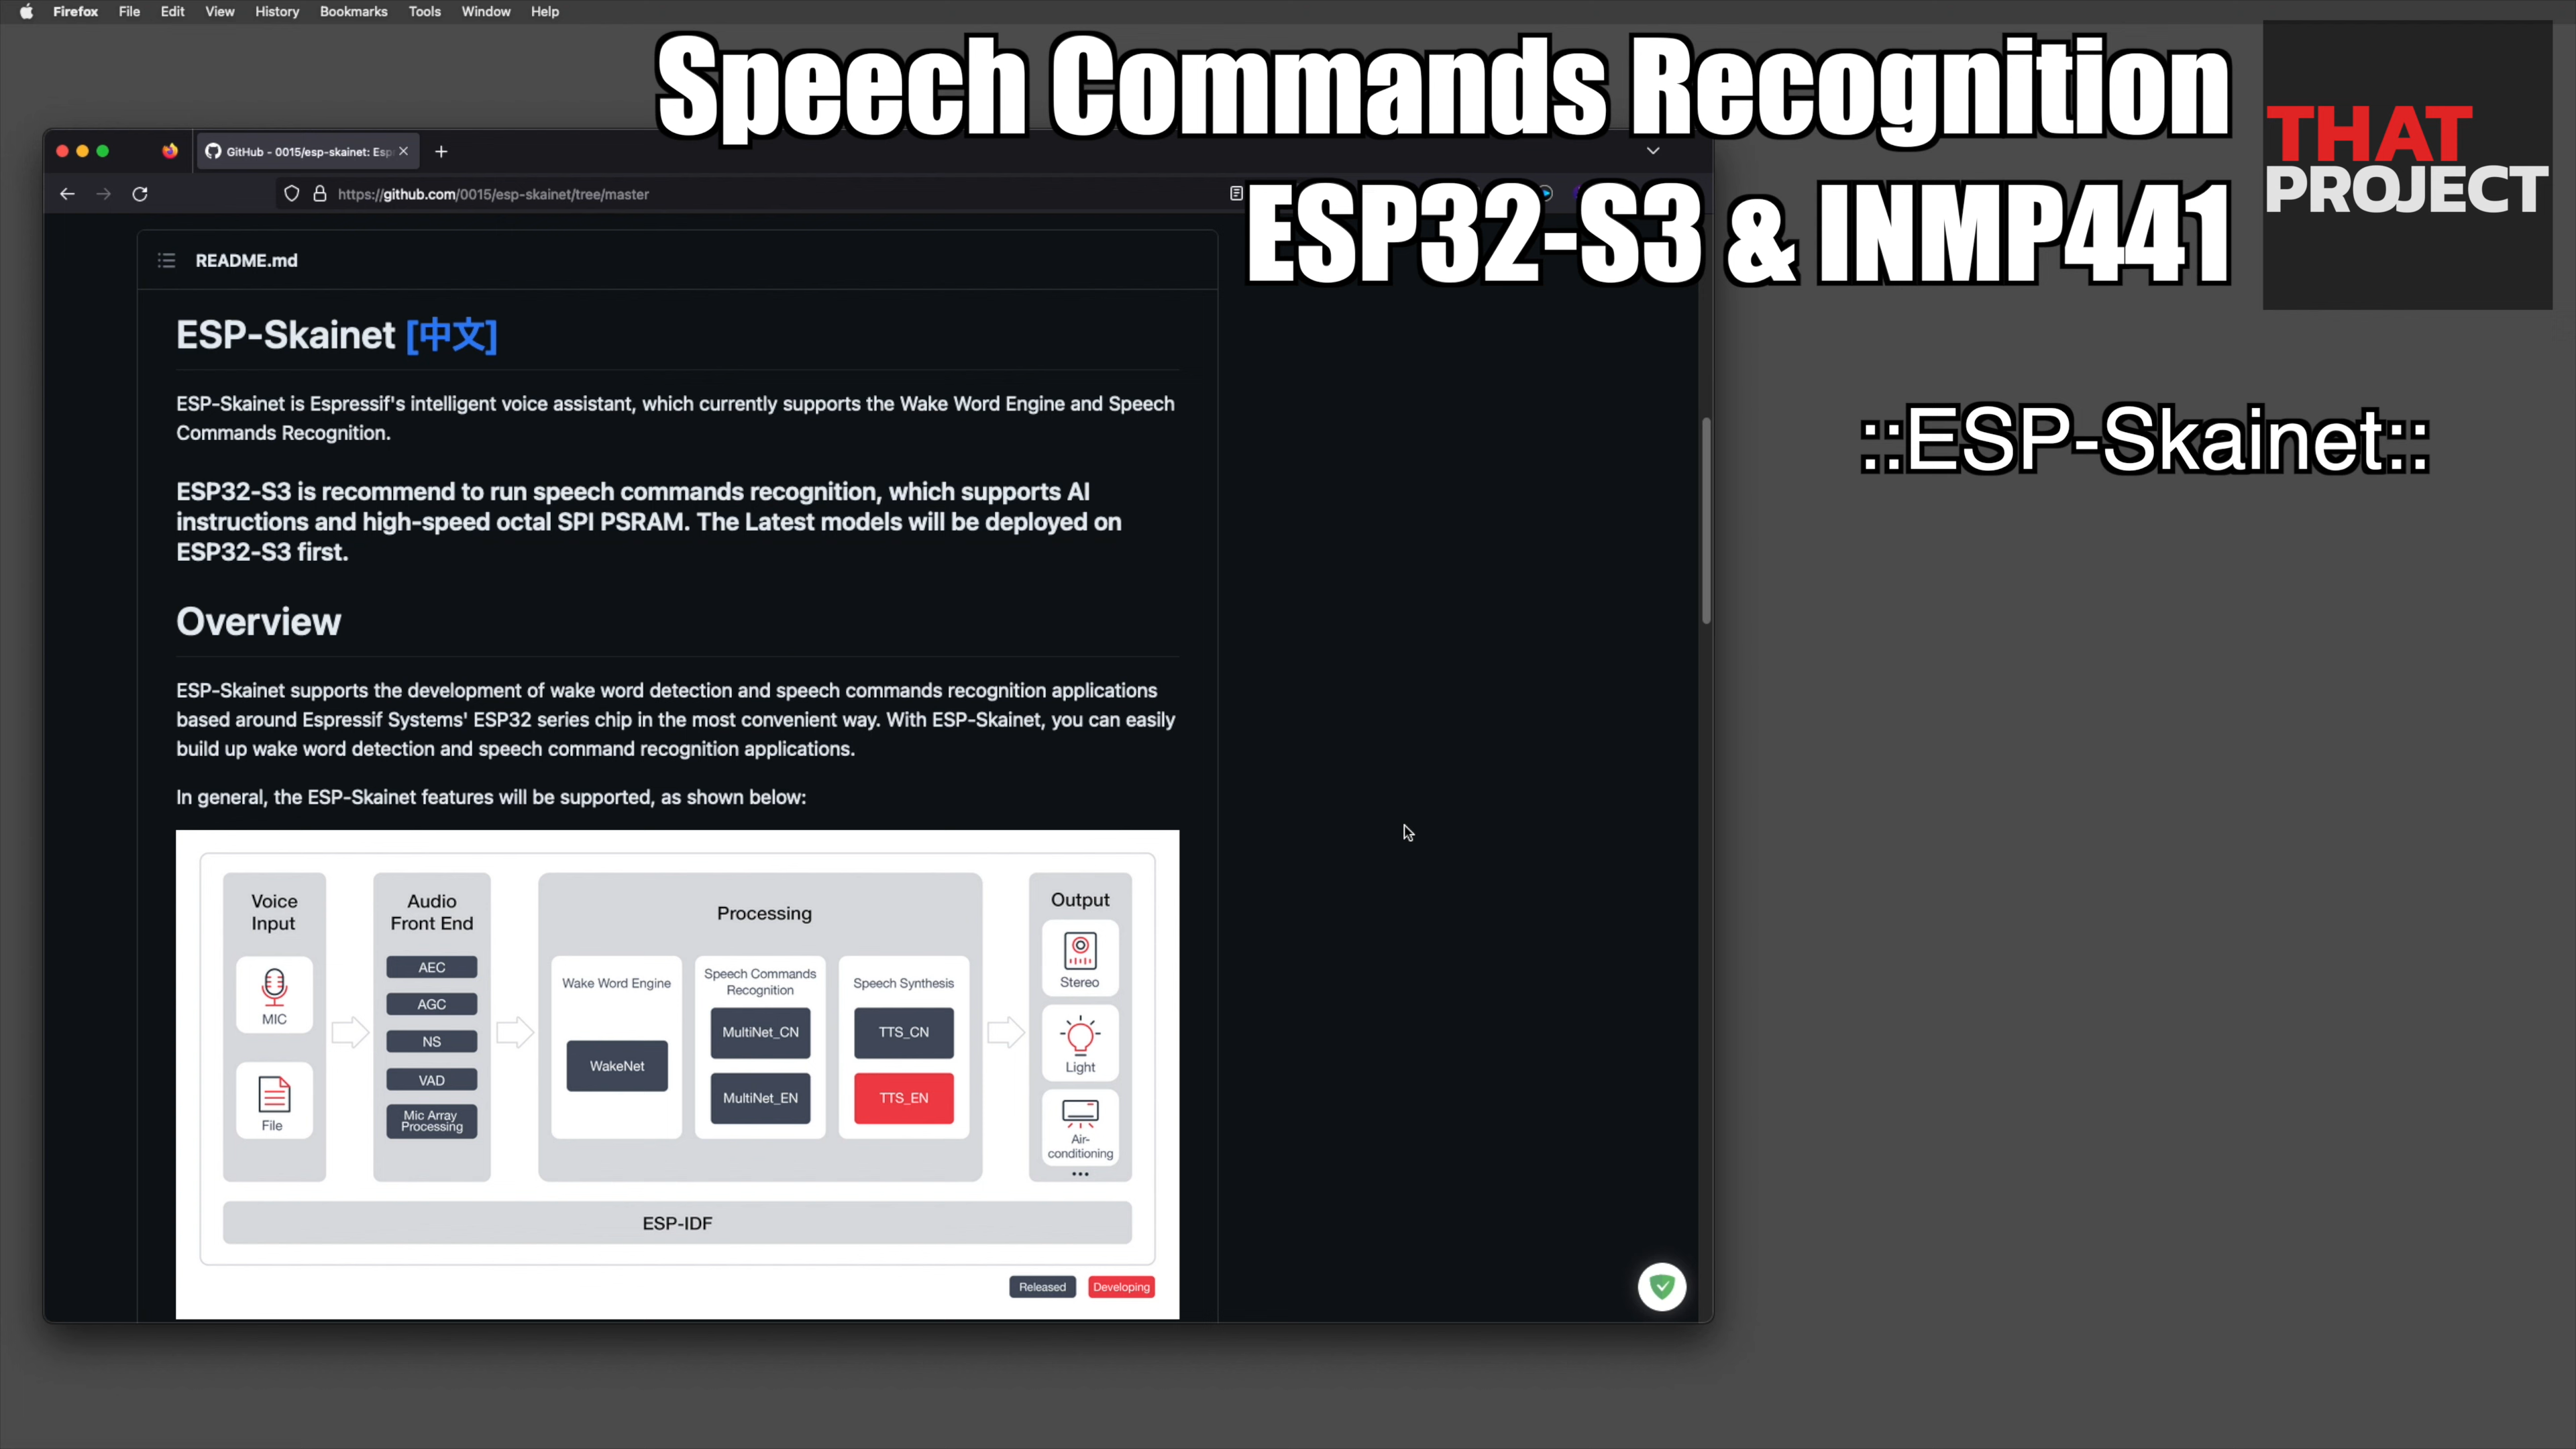 Firefox File Edit View History Bookmarks Tools Window Help
Speech Commands Recognition
ESP32-S3 & INMP441
THAT
PROJECT
::ESP-Skainet::
GitHub - 0015/esp-skainet: Esp
https://github.com/0015/esp-skainet/tree/master
README.md
ESP-Skainet [中文]
ESP-Skainet is Espressif's intelligent voice assistant, which currently supports the Wake Word Engine and Speech
Commands Recognition.
ESP32-S3 is recommend to run speech commands recognition, which supports AI
instructions and high-speed octal SPI PSRAM. The Latest models will be deployed on
ESP32-S3 first.
Overview
ESP-Skainet supports the development of wake word detection and speech commands recognition applications
based around Espressif Systems' ESP32 series chip in the most convenient way. With ESP-Skainet, you can easily
build up wake word detection and speech command recognition applications.
In general, the ESP-Skainet features will be supported, as shown below:
Voice
Input
MIC
File
Audio
Front End
AEC
AGC
NS
VAD
Mic Array
Processing
Processing
Wake Word Engine
WakeNet
Speech Commands
Recognition
MultiNet_CN
MultiNet_EN
Speech Synthesis
TTS_CN
TTS_EN
Output
Stereo
Light
Air-
conditioning
...
ESP-IDF
Released
Developing